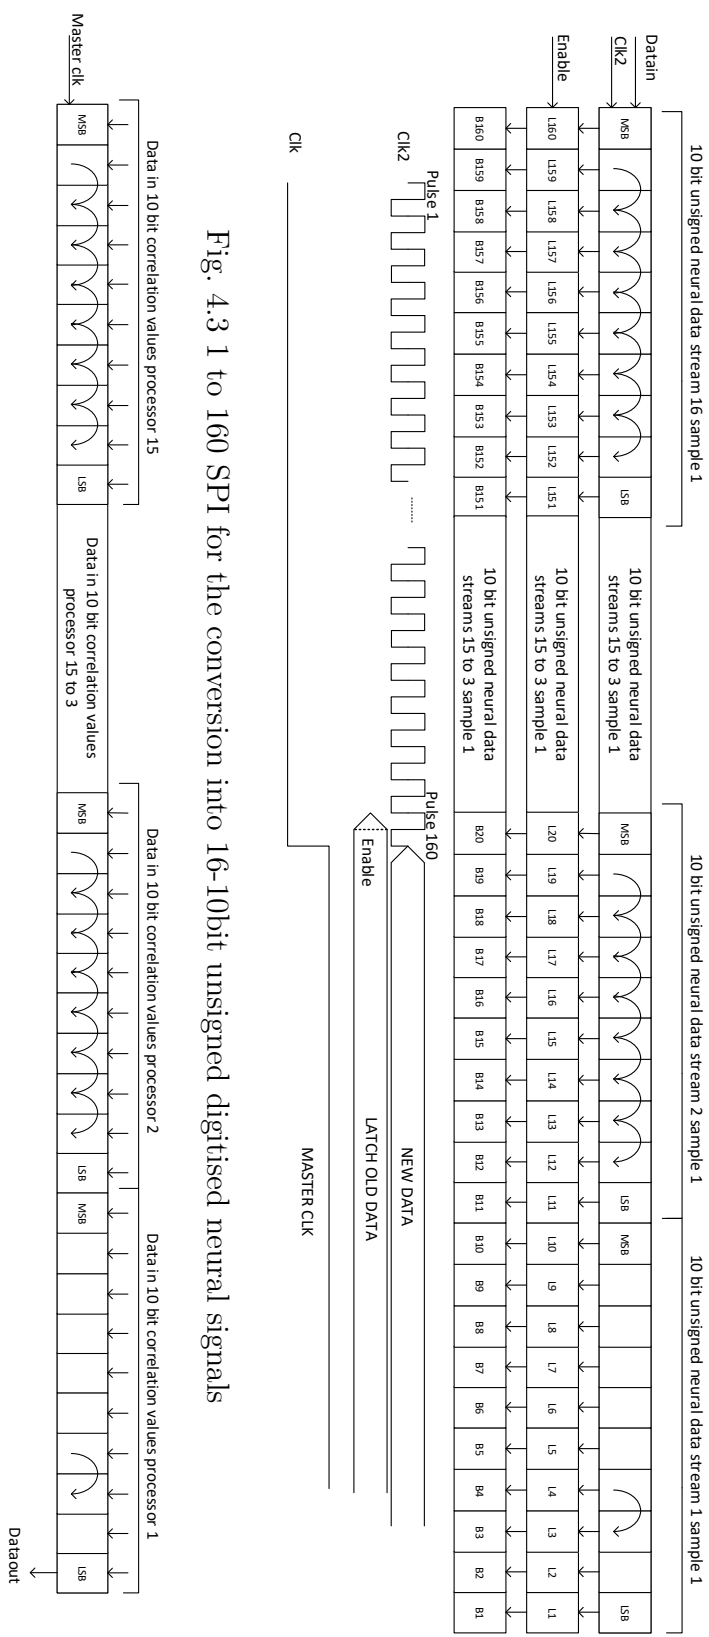 10 bit unsigned neural data stream 16 sample 1
10 bit unsigned neural data stream 2 sample 1
10 bit unsigned neural data stream 1 sample 1
Datain
Clk2
MSB
LSB
10 bit unsigned neural data
streams 15 to 3 sample 1
MSB
LSB
MSB
LSB
Enable
L160 L159 L158 L157 L156 L155 L154 L153 L152 L151
10 bit unsigned neural data
streams 15 to 3 sample 1
L20 L19 L18 L17 L16 L15 L14 L13 L12 L11 L10 L9 L8 L7 L6 L5 L4 L3 L2 L1
B160 B159 B158 B157 B156 B155 B154 B153 B152 B151
10 bit unsigned neural data
streams 15 to 3 sample 1
B20 B19 B18 B17 B16 B15 B14 B13 B12 B11 B10 B9 B8 B7 B6 B5 B4 B3 B2 B1
Pulse 1
Pulse 160
Clk2
........
NEW DATA
Enable
LATCH OLD DATA
Clk
MASTER CLK
Fig. 4.3 1 to 160 SPI for the conversion into 16-10bit unsigned digitised neural signals
Data in 10 bit correlation values processor 15
Data in 10 bit correlation values
processor 15 to 3
Data in 10 bit correlation values processor 2
Data in 10 bit correlation values processor 1
Master clk
MSB
LSB
MSB
LSB
MSB
LSB
Dataout